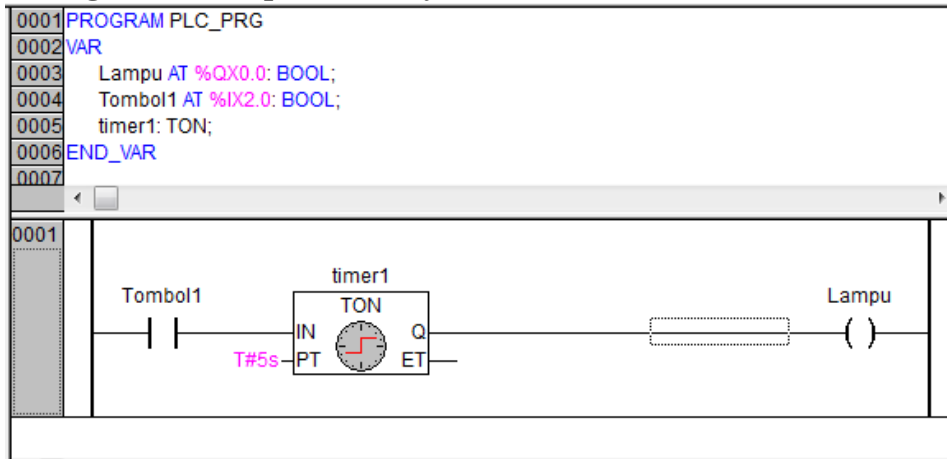 0001 PROGRAM PLC_PRG
0002 VAR
0003 Lampu AT %QX0.0: BOOL;
0004 Tombol1 AT %IX2.0: BOOL;
0005 timer1: TON;
0006 END_VAR
0007
0001
timer1
Tombol1 TON Lampu
IN Q
T#5s PT ET